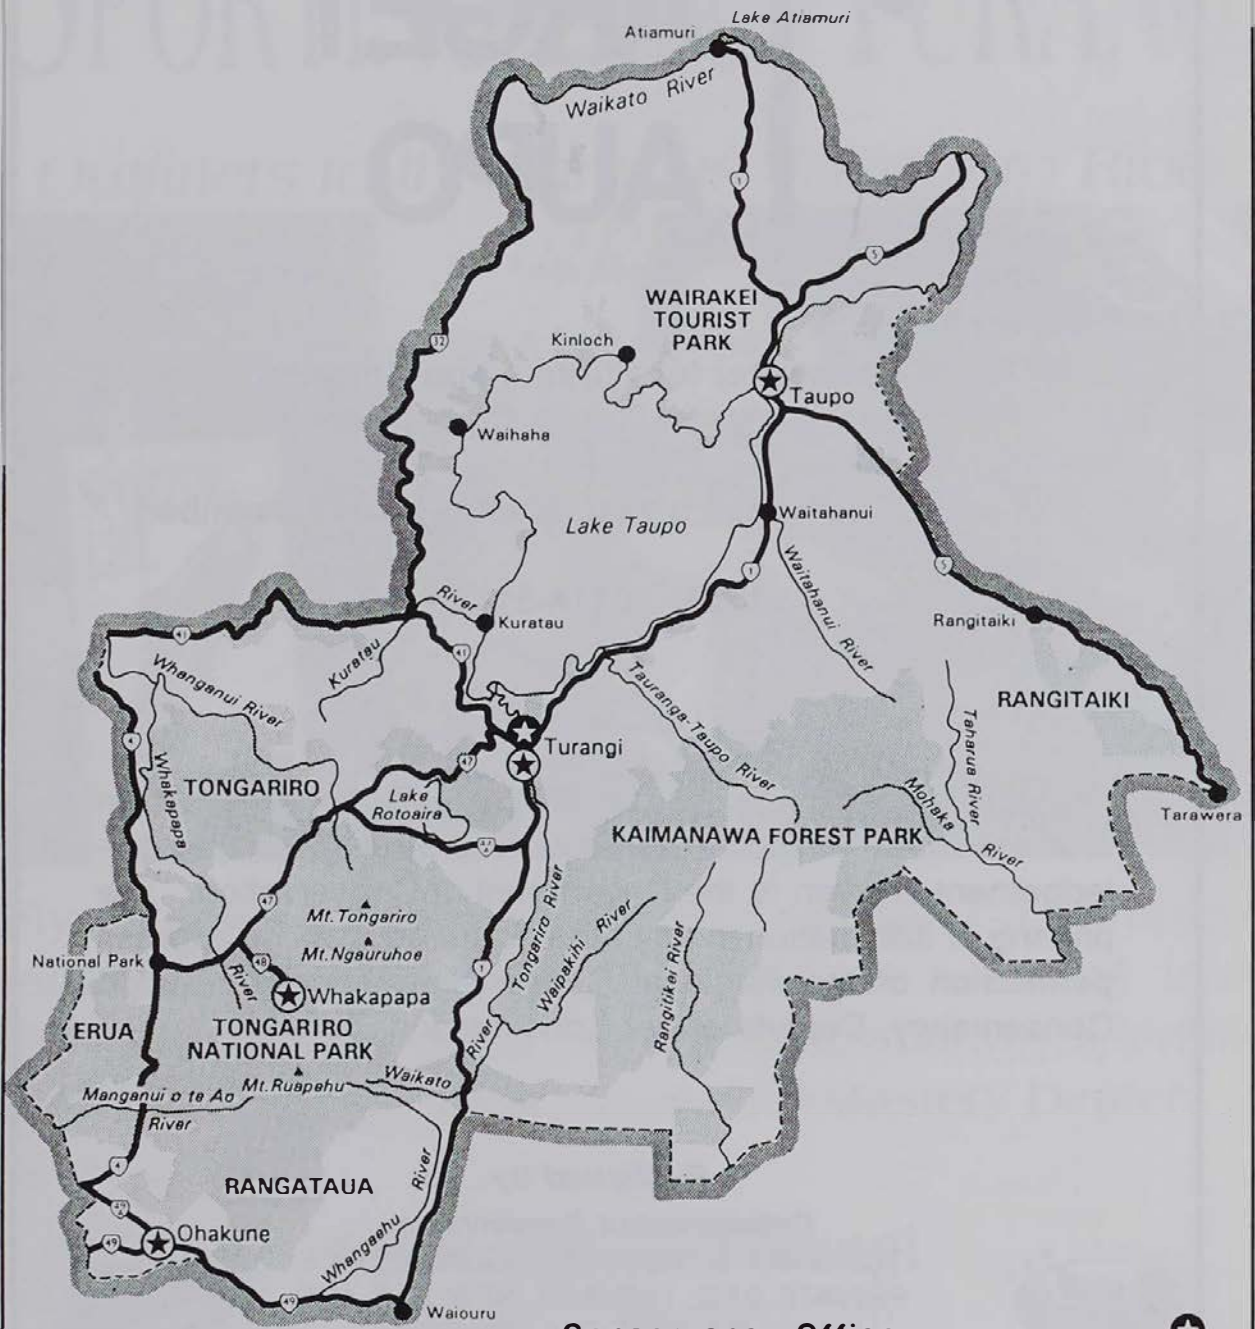 Lake Atiamuri
Atiamuri
Waikato River
1
5
WAIRAKEI
TOURIST
PARK
Kinloch
32
Taupo
Waihaha
Lake Taupo
Waitahanui
1
5
Waitahanui River
River
Kuratau
Rangitaiki
41
Kuratau
41
Whanganui River
Tauranga-Taupo River
RANGITAIKI
Taharua River
4
Turangi
47
Whakapapa
TONGARIRO
Lake
Rotoaira
Mohaka
River
Tarawera
KAIMANAWA FOREST PARK
47
Mt. Tongariro
Mt. Ngauruhoe
Tongariro River
Waipakihi River
Rangitikei River
National Park
River
48
1
Whakapapa
ERUA
TONGARIRO
NATIONAL PARK
River
Waikato
Mt. Ruapehu
Manganui o te Ao
River
4
RANGATAUA
River
Whangaehu
49
A
49
Ohakune
49
Waiouru